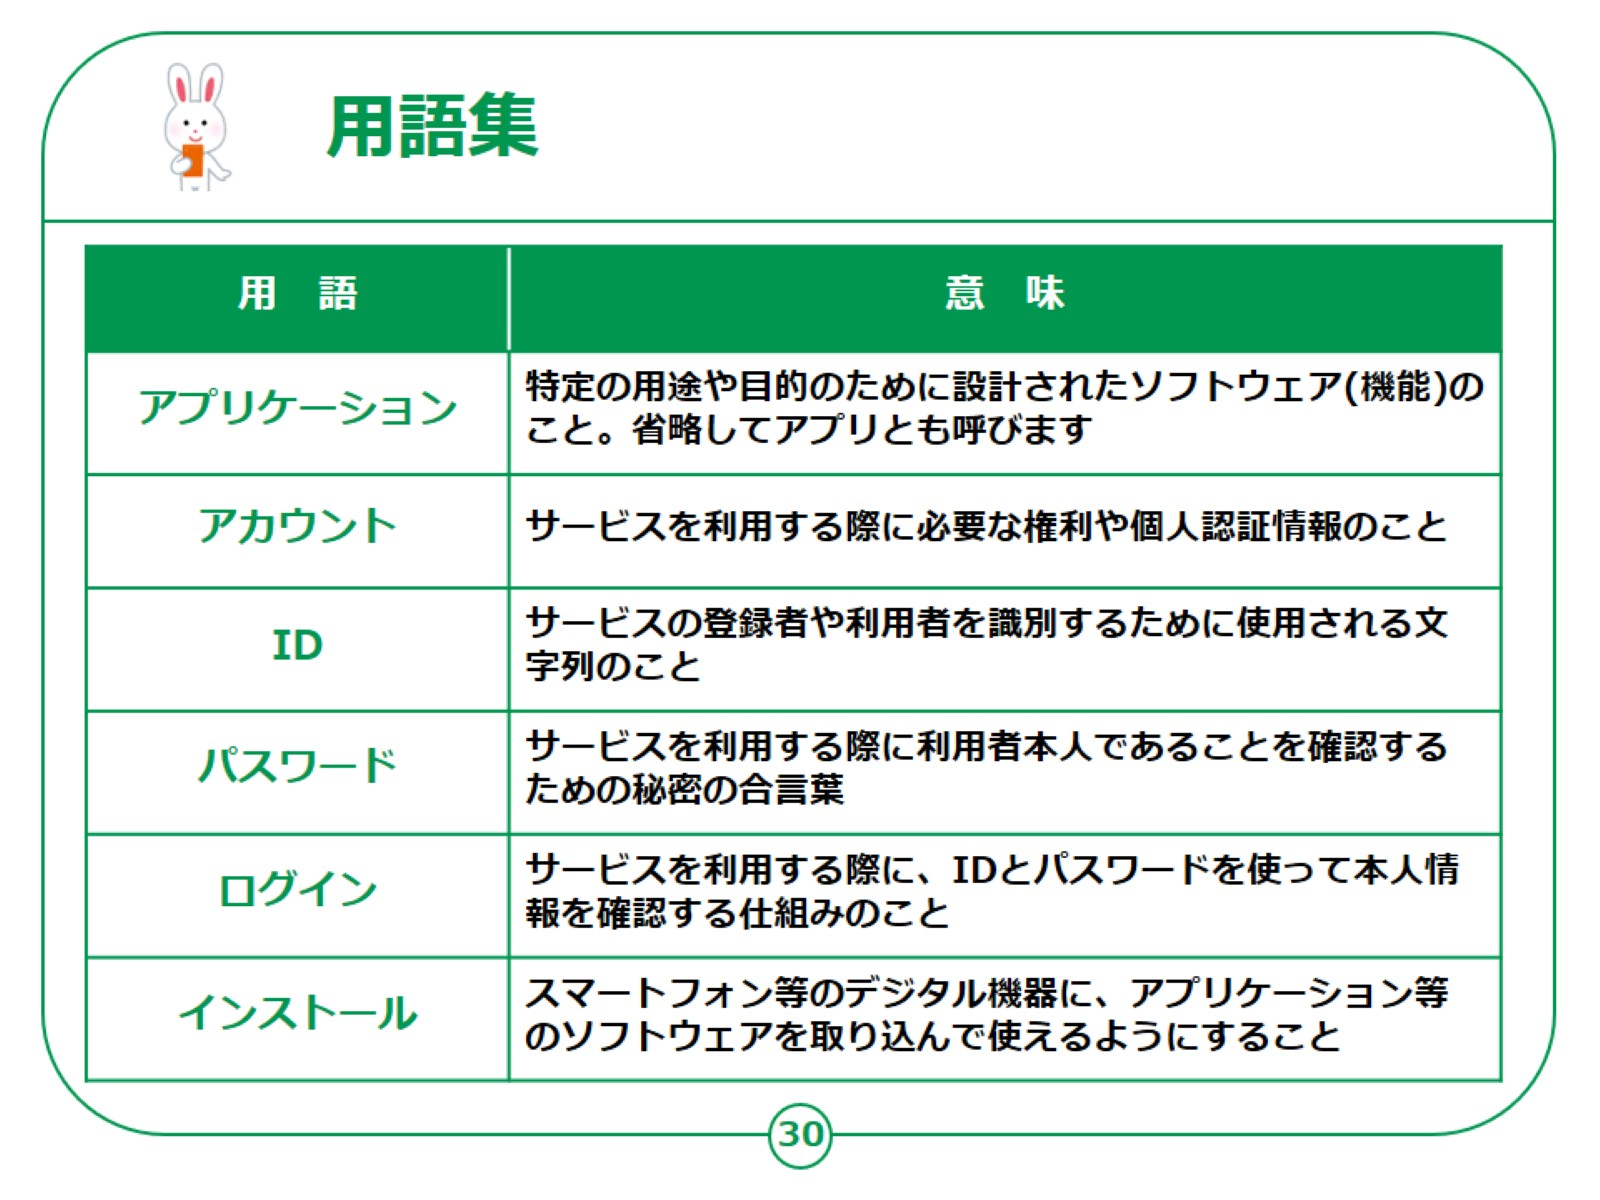 用語集
用　語
意　味
アプリケーション
特定の用途や目的のために設計されたソフトウェア(機能)の
こと。省略してアプリとも呼びます
アカウント
サービスを利用する際に必要な権利や個人認証情報のこと
ID
サービスの登録者や利用者を識別するために使用される文
字列のこと
パスワード
サービスを利用する際に利用者本人であることを確認する
ための秘密の合言葉
ログイン
サービスを利用する際に、IDとパスワードを使って本人情
報を確認する仕組みのこと
インストール
スマートフォン等のデジタル機器に、アプリケーション等
のソフトウェアを取り込んで使えるようにすること
30